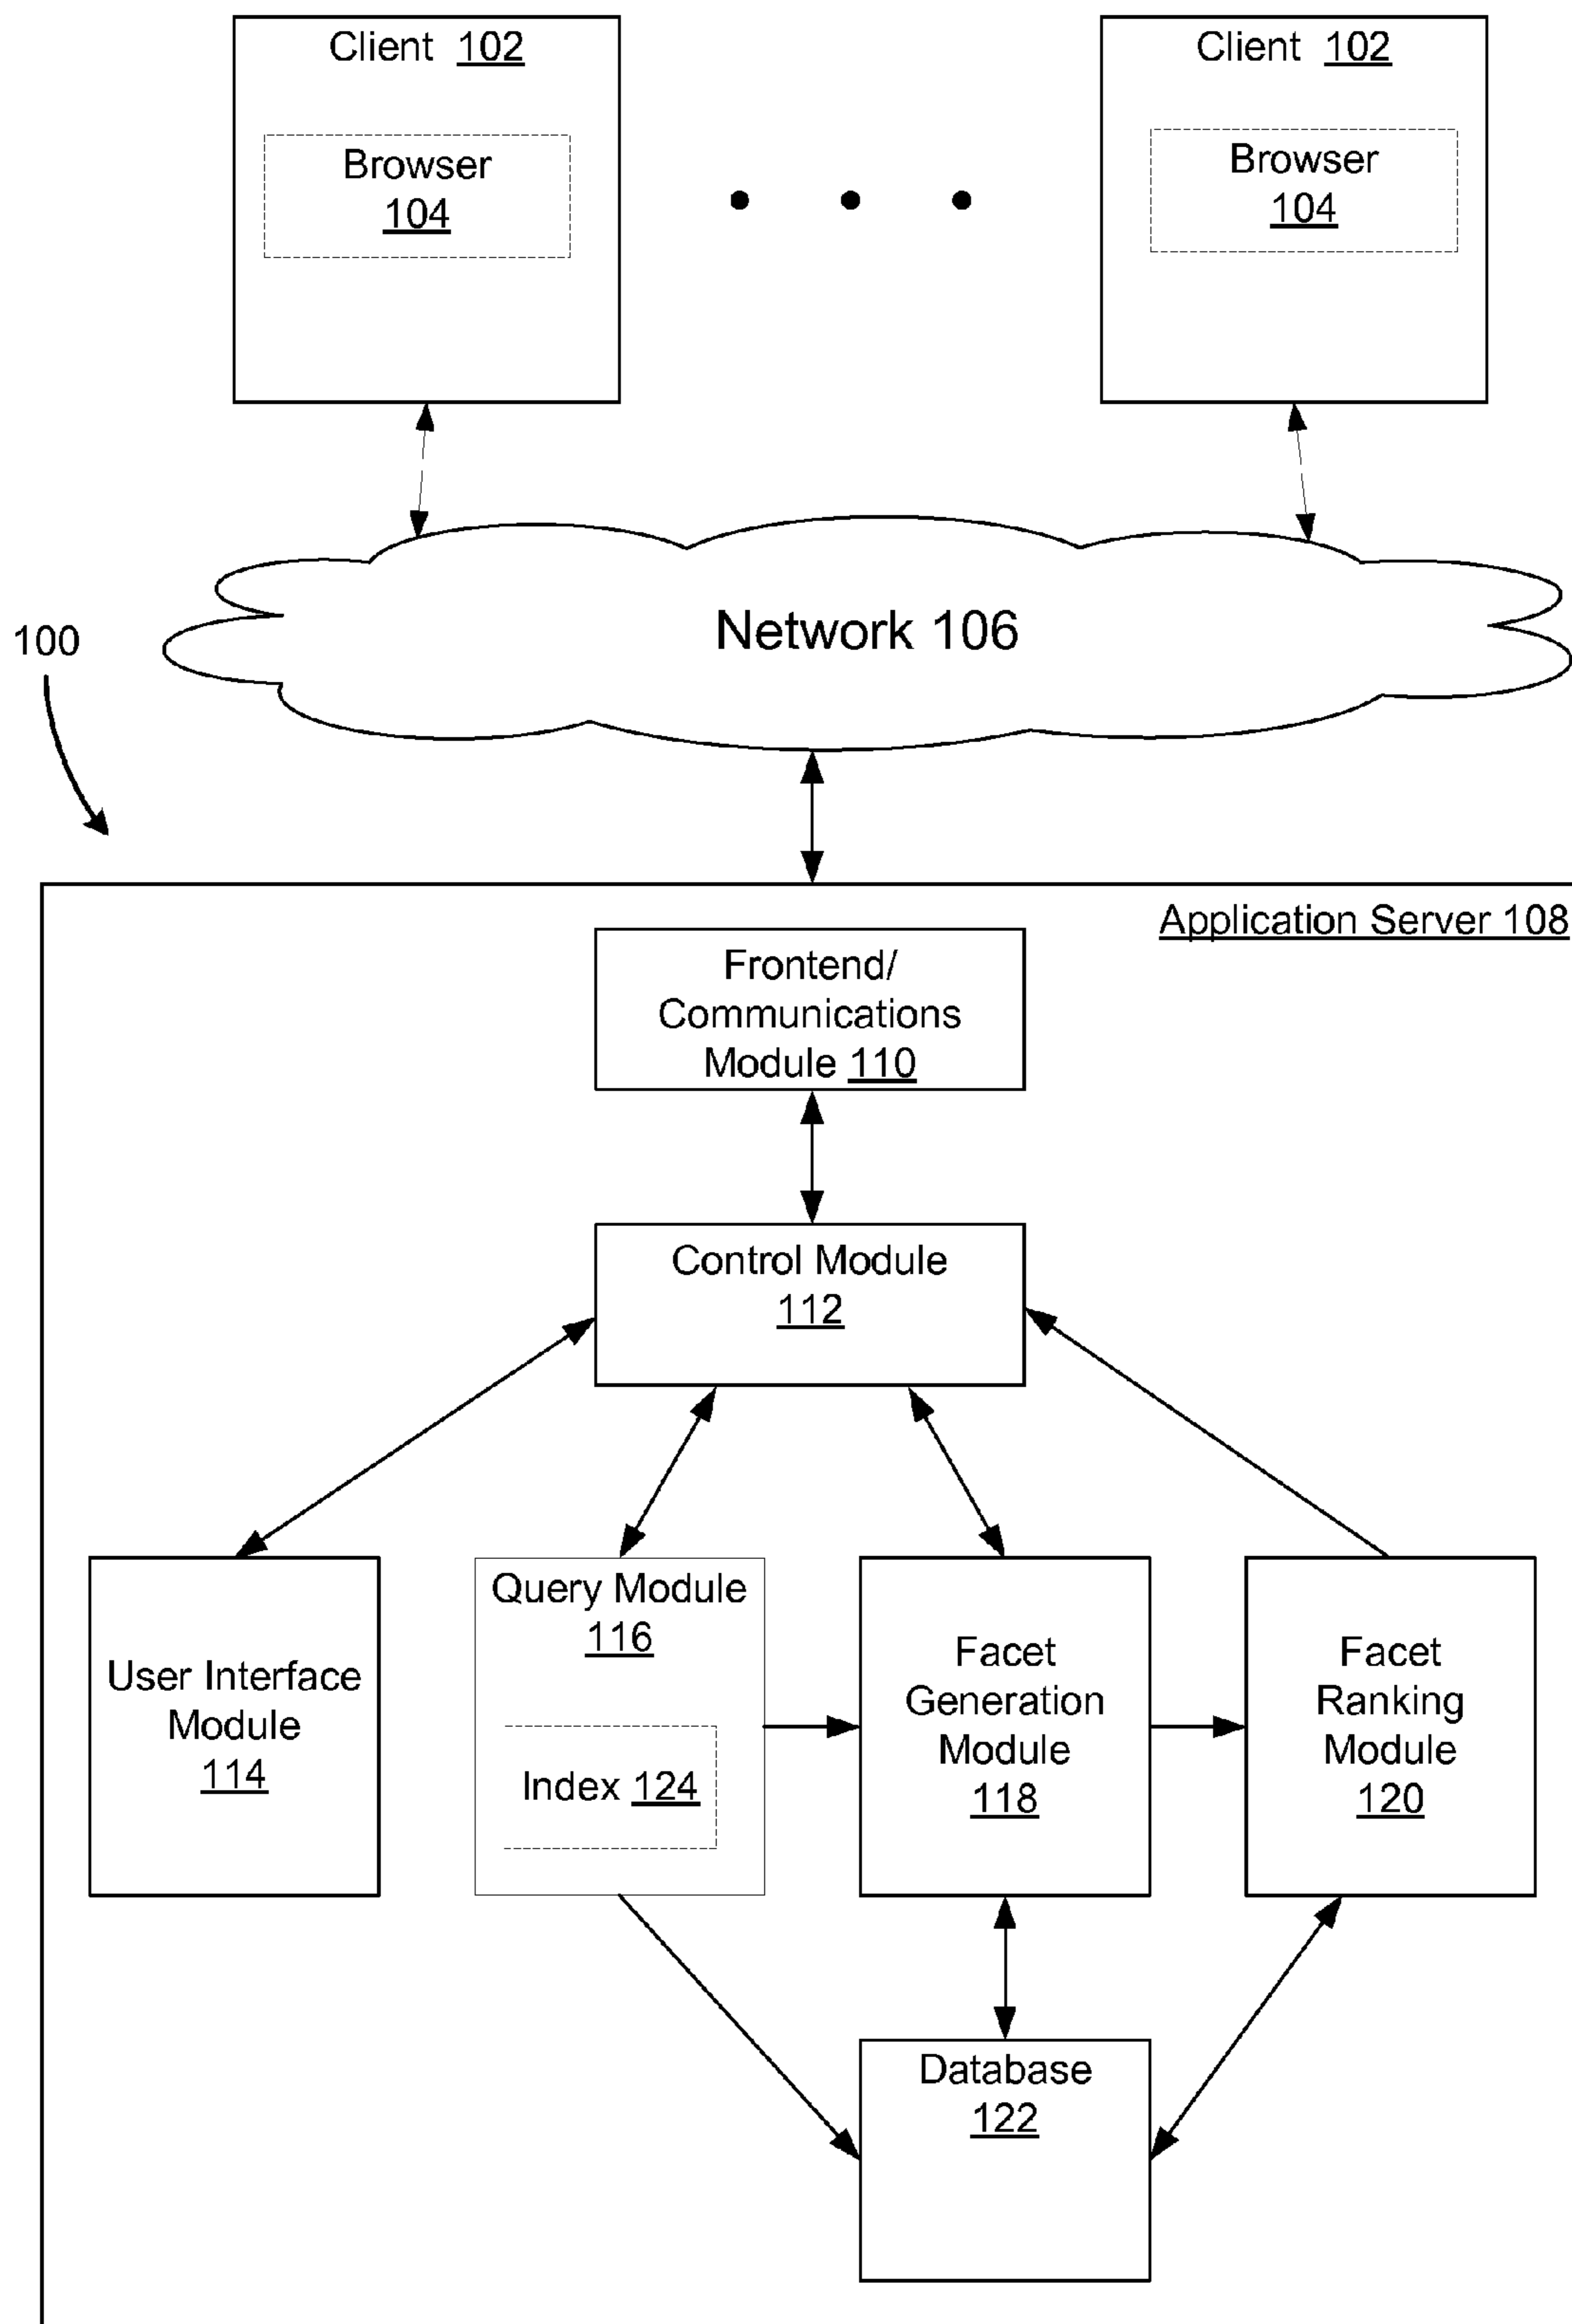 Client 102
Browser
104
Client 102
Browser
104
Network 106
100
Application Server 108
Frontend/
Communications
Module 110
Control Module
112
User Interface
Module
114
Query Module
116
Index 124
Facet
Generation
Module
118
Facet
Ranking
Module
120
Database
122